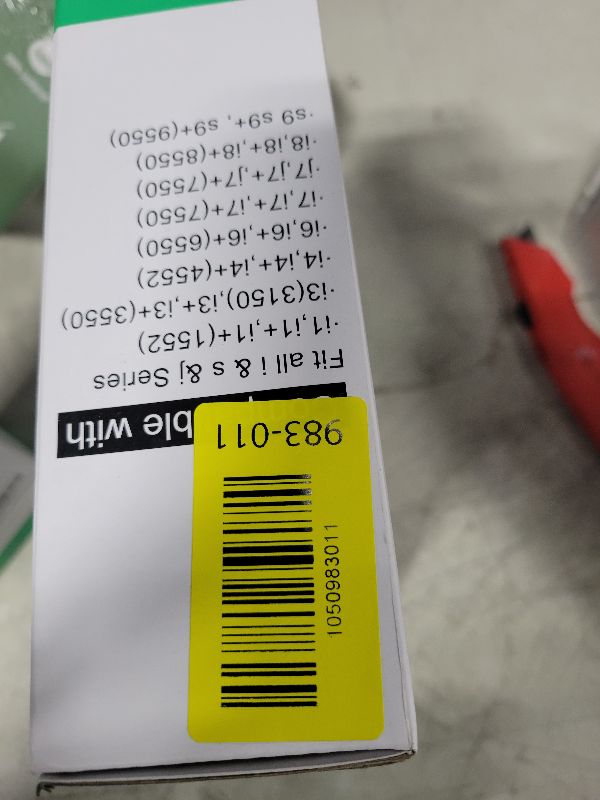 983-011
1050983011
ble with
Fit all i & s & j Series
·i1,i1+,i1+(1552)
·i3(3150),i3+,i3+(3550)
·i4,i4+,i4+(4552)
·i6,i6+,i6+(6550)
·i7,i7+,i7+(7550)
·j7,j7+,j7+(7550)
·i8,i8+,i8+(8550)
·s9 s9+, s9+(9550)